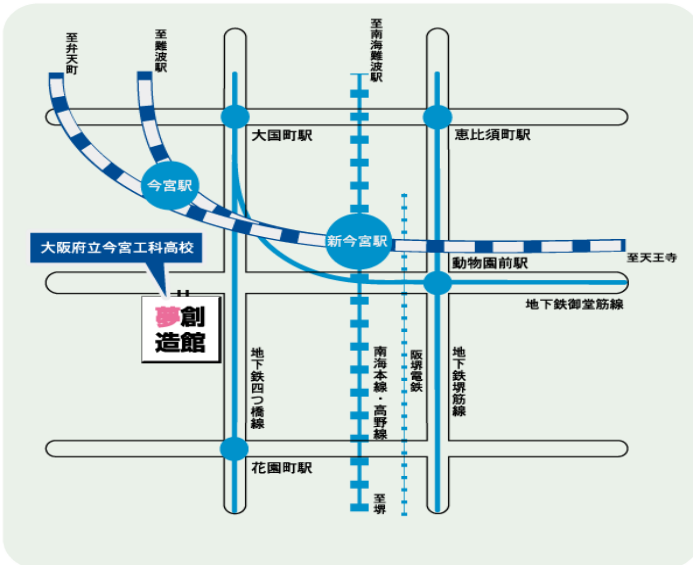 至弁天町
至難波駅
至南海難波駅
大国町駅
恵比須町駅
今宮駅
大阪府立今宮工科高校
新今宮駅
動物園前駅
至天王寺
地下鉄御堂筋線
夢創
造館
地下鉄四つ橋線
南海本線・高野線
阪堺電鉄
地下鉄堺筋線
花園町駅
至堺